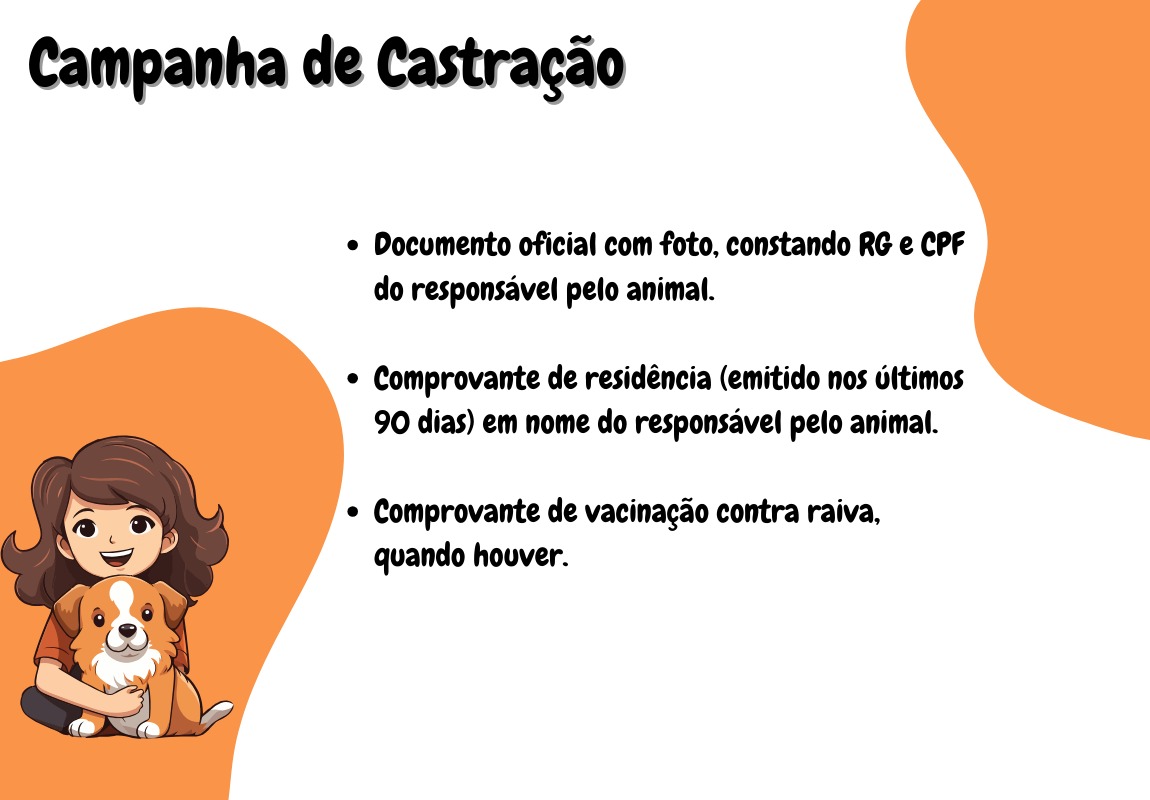 Campanha de Castração
• Documento oficial com foto, constando RG e CPF
do responsável pelo animal.
• Comprovante de residência (emitido nos últimos
90 dias) em nome do responsável pelo animal.
• Comprovante de vacinação contra raiva,
quando houver.